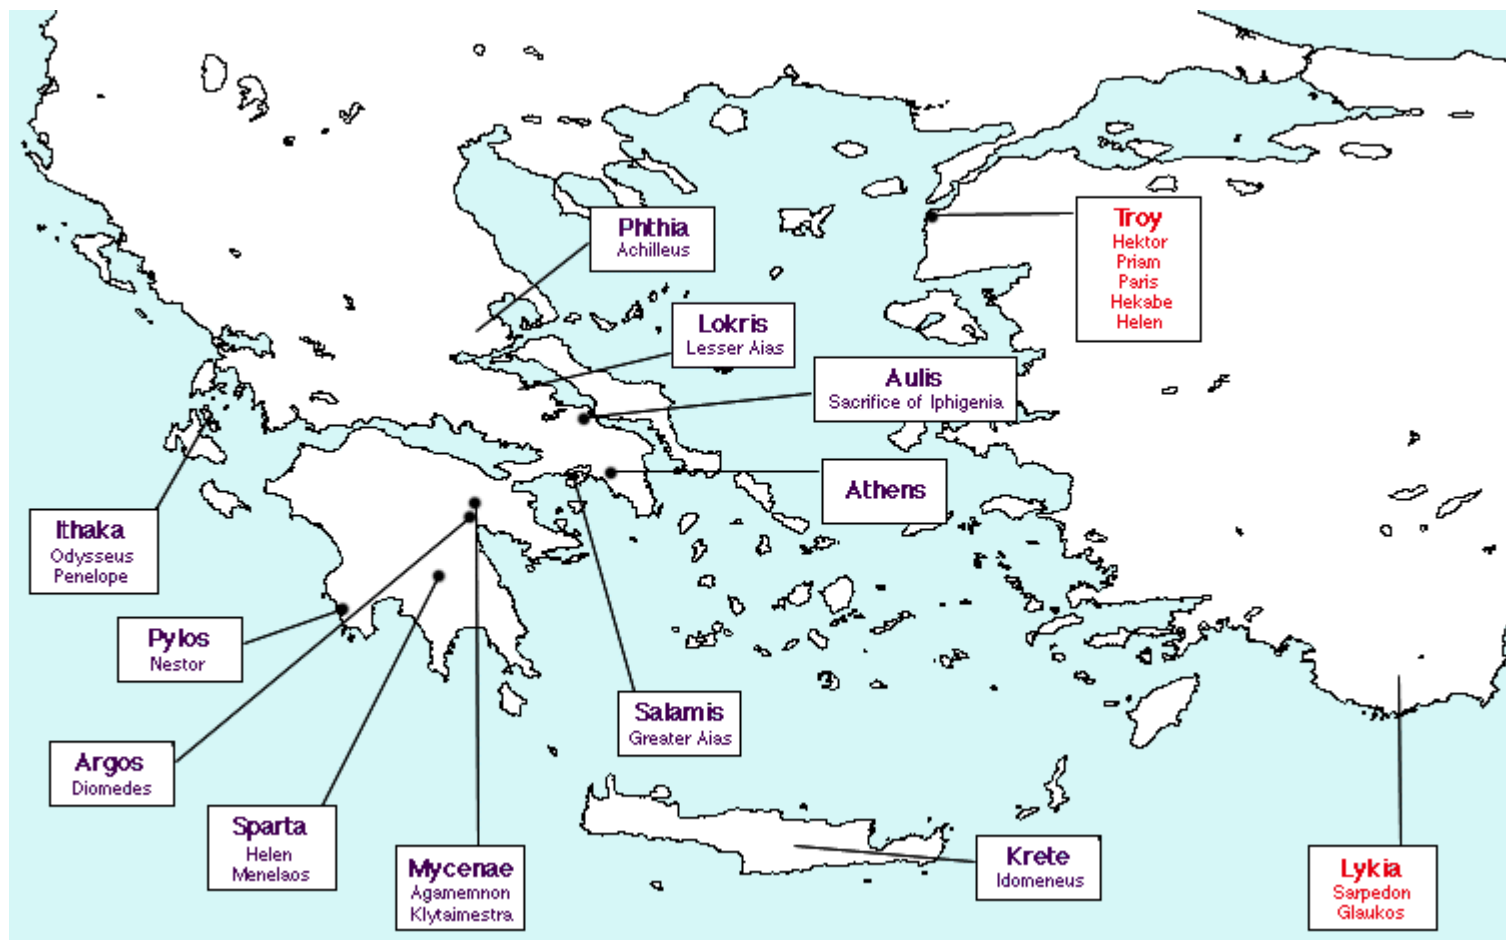 Phthia
Achilleus
Troy
Hektor
Priam
Paris
Hekabe
Helen
Lokris
Lesser Aias
Aulis
Sacrifice of Iphigenia
Athens
Ithaka
Odysseus
Penelope
Pylos
Nestor
Salamis
Greater Aias
Argos
Diomedes
Sparta
Helen
Menelaos
Mycenae
Agamemnon
Klytaimestra
Krete
Idomeneus
Lykia
Sarpedon
Glaukos